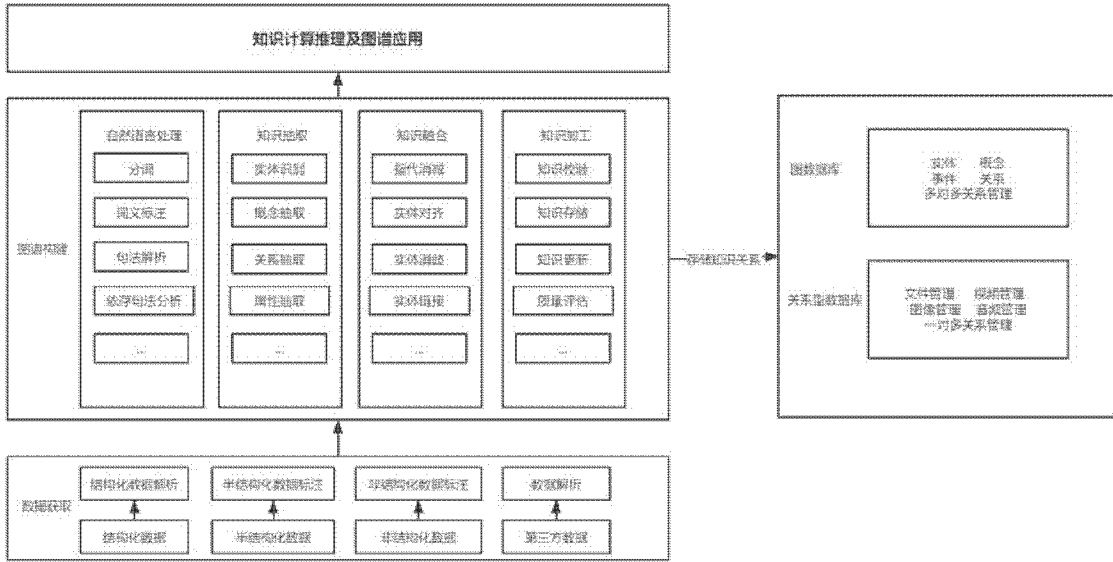 知识计算推理及图谱应用
图谱构建
自然语言处理
分词
词义标注
句法解析
依存句法分析
...
知识抽取
实体识别
概念抽取
关系抽取
属性抽取
...
知识融合
指代消解
实体对齐
实体消歧
实体链接
...
知识加工
知识校验
知识存储
知识更新
质量评估
...
存储知识关系
图数据库
实体 概念
事件 关系
多对多关系管理
关系型数据库
文件管理 视频管理
图像管理 音频管理
一对多关系管理
数据获取
结构化数据解析
半结构化数据标注
非结构化数据标注
数据解析
结构化数据
半结构化数据
非结构化数据
第三方数据